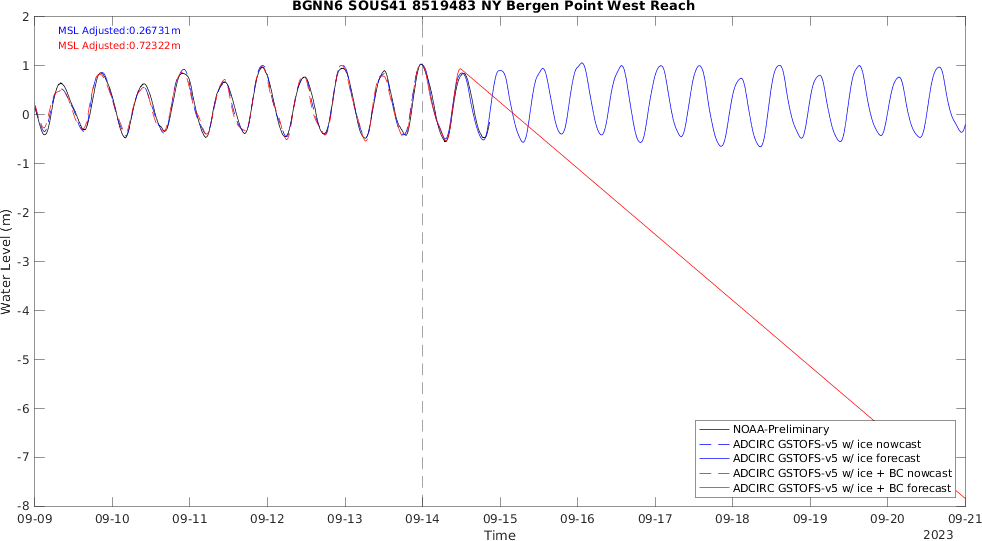 BGNN6 SOUS41 8519483 NY Bergen Point West Reach
MSL Adjusted:0.26731m
MSL Adjusted:0.72322m
2
1
0
-1
-2
-3
-4
-5
-6
-7
-8
Water Level (m)
NOAA-Preliminary
ADCIRC GSTOFS-v5 w/ ice nowcast
ADCIRC GSTOFS-v5 w/ ice forecast
ADCIRC GSTOFS-v5 w/ ice + BC nowcast
ADCIRC GSTOFS-v5 w/ ice + BC forecast
09-09 09-10 09-11 09-12 09-13 09-14 09-15 09-16 09-17 09-18 09-19 09-20 09-21
Time
2023